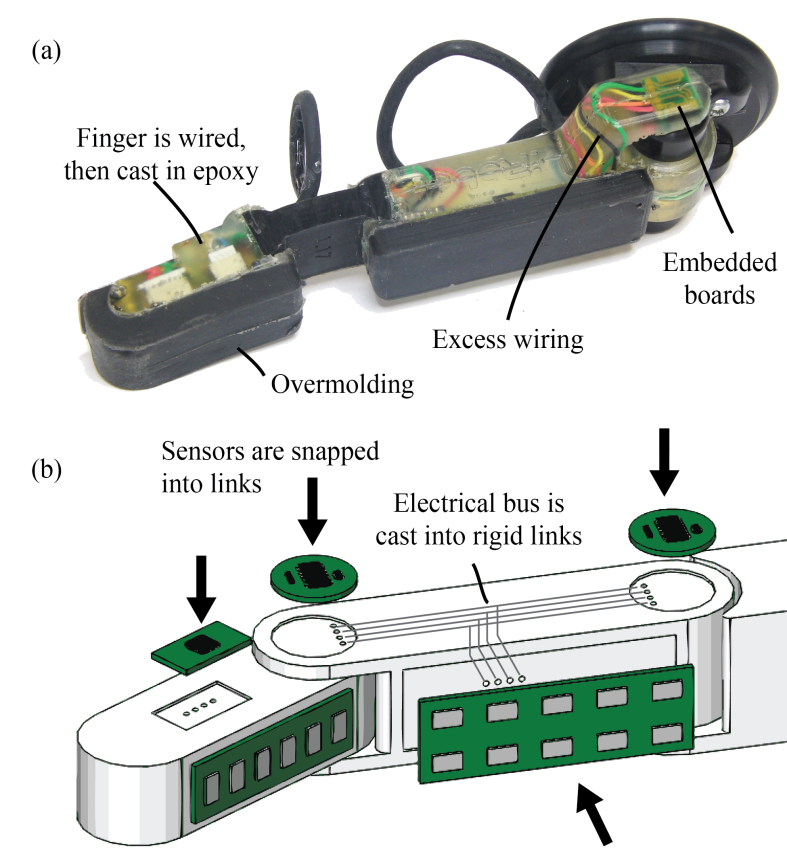 (a)
Finger is wired,
then cast in epoxy
Embedded
boards
Excess wiring
Overmolding
(b)
Sensors are snapped
into links
Electrical bus is
cast into rigid links